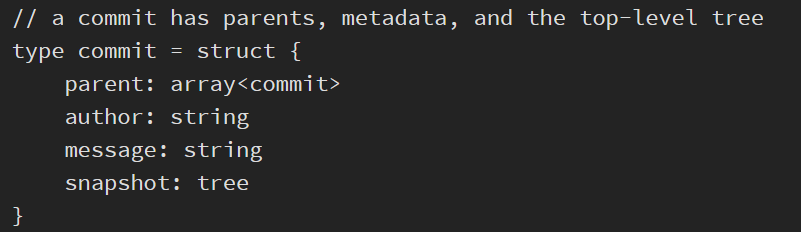 // a commit has parents, metadata, and the top-level tree
type commit = struct {
    parent: array<commit>
    author: string
    message: string
    snapshot: tree
}